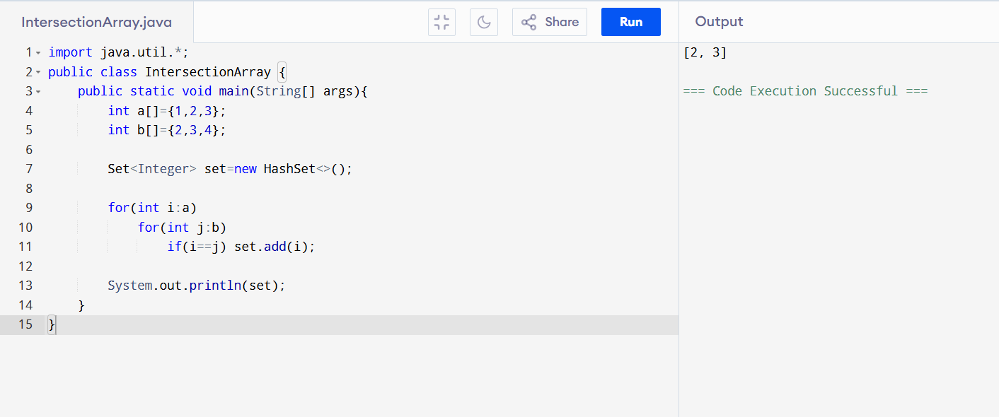 IntersectionArray.java
Share
Run
Output
1 import java.util.*;
2 public class IntersectionArray {
3     public static void main(String[] args){
4         int a[]={1,2,3};
5         int b[]={2,3,4};
6
7         Set<Integer> set=new HashSet<>();
8
9         for(int i:a)
10             for(int j:b)
11                 if(i==j) set.add(i);
12
13         System.out.println(set);
14     }
15 }
[2, 3]
=== Code Execution Successful ===